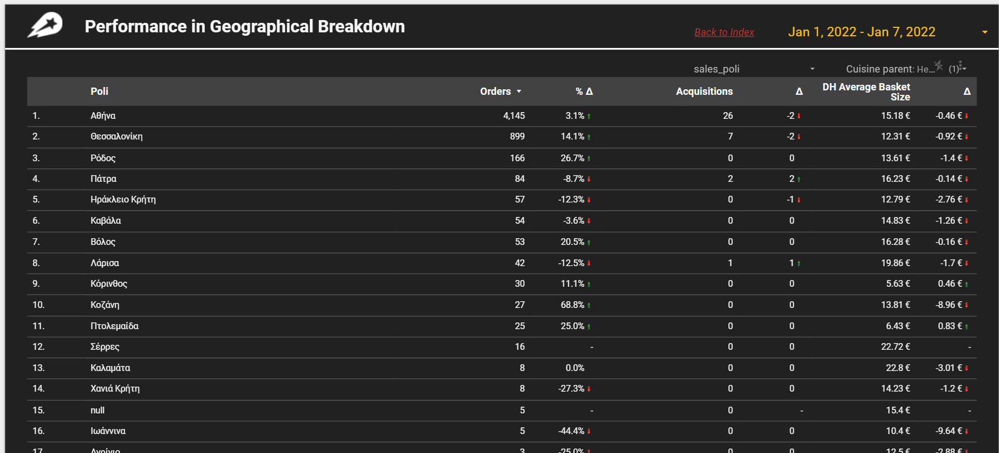 Performance in Geographical Breakdown
Back to Index
Jan 1, 2022 - Jan 7, 2022
sales_poli
Cuisine parent: He... (1)
Poli Orders % Δ Acquisitions Δ DH Average Basket Size Δ
1. Αθήνα 4,145 3.1% 26 -2 15.18 € -0.46 €
2. Θεσσαλονίκη 899 14.1% 7 -2 12.31 € -0.92 €
3. Ρόδος 166 26.7% 0 0 13.61 € -1.4 €
4. Πάτρα 84 -8.7% 2 2 16.23 € -0.14 €
5. Ηράκλειο Κρήτη 57 -12.3% 0 -1 12.79 € -2.76 €
6. Καβάλα 54 -3.6% 0 0 14.83 € -1.26 €
7. Βόλος 53 20.5% 0 0 16.28 € -0.16 €
8. Λάρισα 42 -12.5% 1 1 19.86 € -1.7 €
9. Κόρινθος 30 11.1% 0 0 5.63 € 0.46 €
10. Κοζάνη 27 68.8% 0 0 13.81 € -8.96 €
11. Πτολεμαίδα 25 25.0% 0 0 6.43 € 0.83 €
12. Σέρρες 16 - 0 0 22.72 € -
13. Καλαμάτα 8 0.0% 0 0 22.8 € -3.01 €
14. Χανιά Κρήτη 8 -27.3% 0 0 14.23 € -1.2 €
15. null 5 - 0 - 15.4 € -
16. Ιωάννινα 5 -44.4% 0 0 10.4 € -9.64 €
17. Αγρίνιο 3 -25.0% 0 0 12.5 € -2.88 €